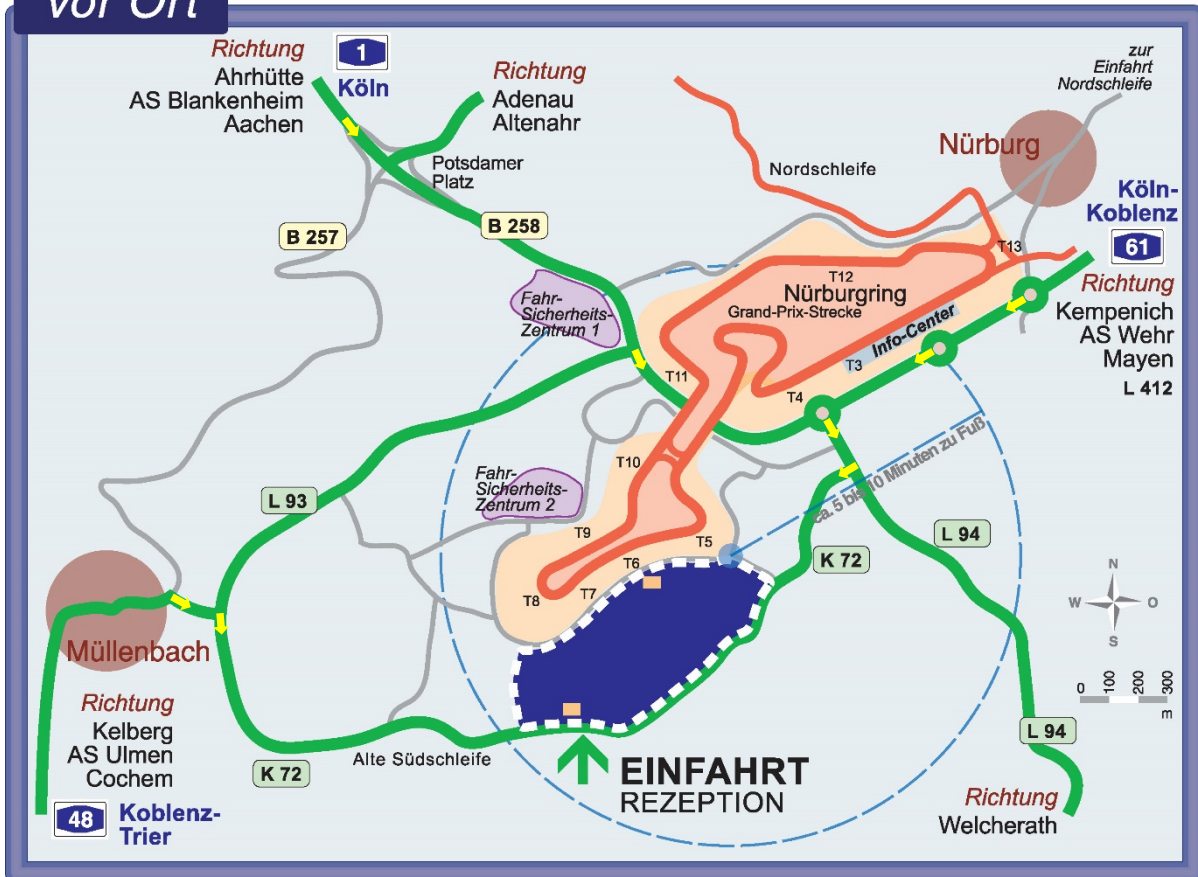 vor Ort
Richtung
1
Köln
Ahrhütte
AS Blankenheim
Aachen
Richtung
Adenau
Altenahr
zur
Einfahrt
Nordschleife
Nürburg
Potsdamer
Platz
Nordschleife
B 257
B 258
Köln-
Koblenz
61
Richtung
Kempenich
AS Wehr
Mayen
L 412
T13
T12
Nürburgring
Grand-Prix-Strecke
Info-Center
Fahr-
Sicherheits-
Zentrum 1
T3
T11
T4
ca. 5 bis 10 Minuten zu Fuß
T10
Fahr-
Sicherheits-
Zentrum 2
L 93
T9
T5
T6
T7
T8
K 72
L 94
N
W
O
S
0
100
200
300
m
Müllenbach
Richtung
Kelberg
AS Ulmen
Cochem
48
Koblenz-
Trier
K 72
Alte Südschleife
EINFAHRT
REZEPTION
L 94
Richtung
Welcherath